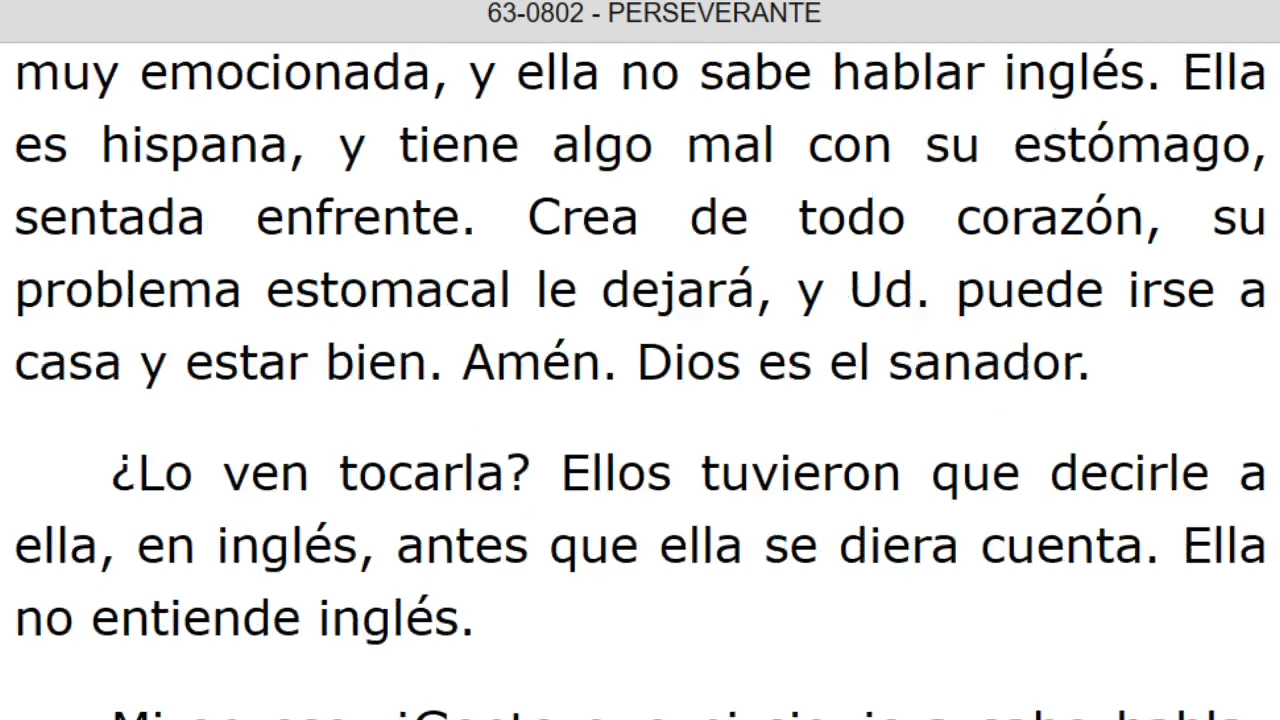 63-0802 - PERSEVERANTE
muy emocionada, y ella no sabe hablar inglés. Ella
es hispana, y tiene algo mal con su estómago,
sentada enfrente. Crea de todo corazón, su
problema estomacal le dejará, y Ud. puede irse a
casa y estar bien. Amén. Dios es el sanador.
¿Lo ven tocarla? Ellos tuvieron que decirle a
ella, en inglés, antes que ella se diera cuenta. Ella
no entiende inglés.